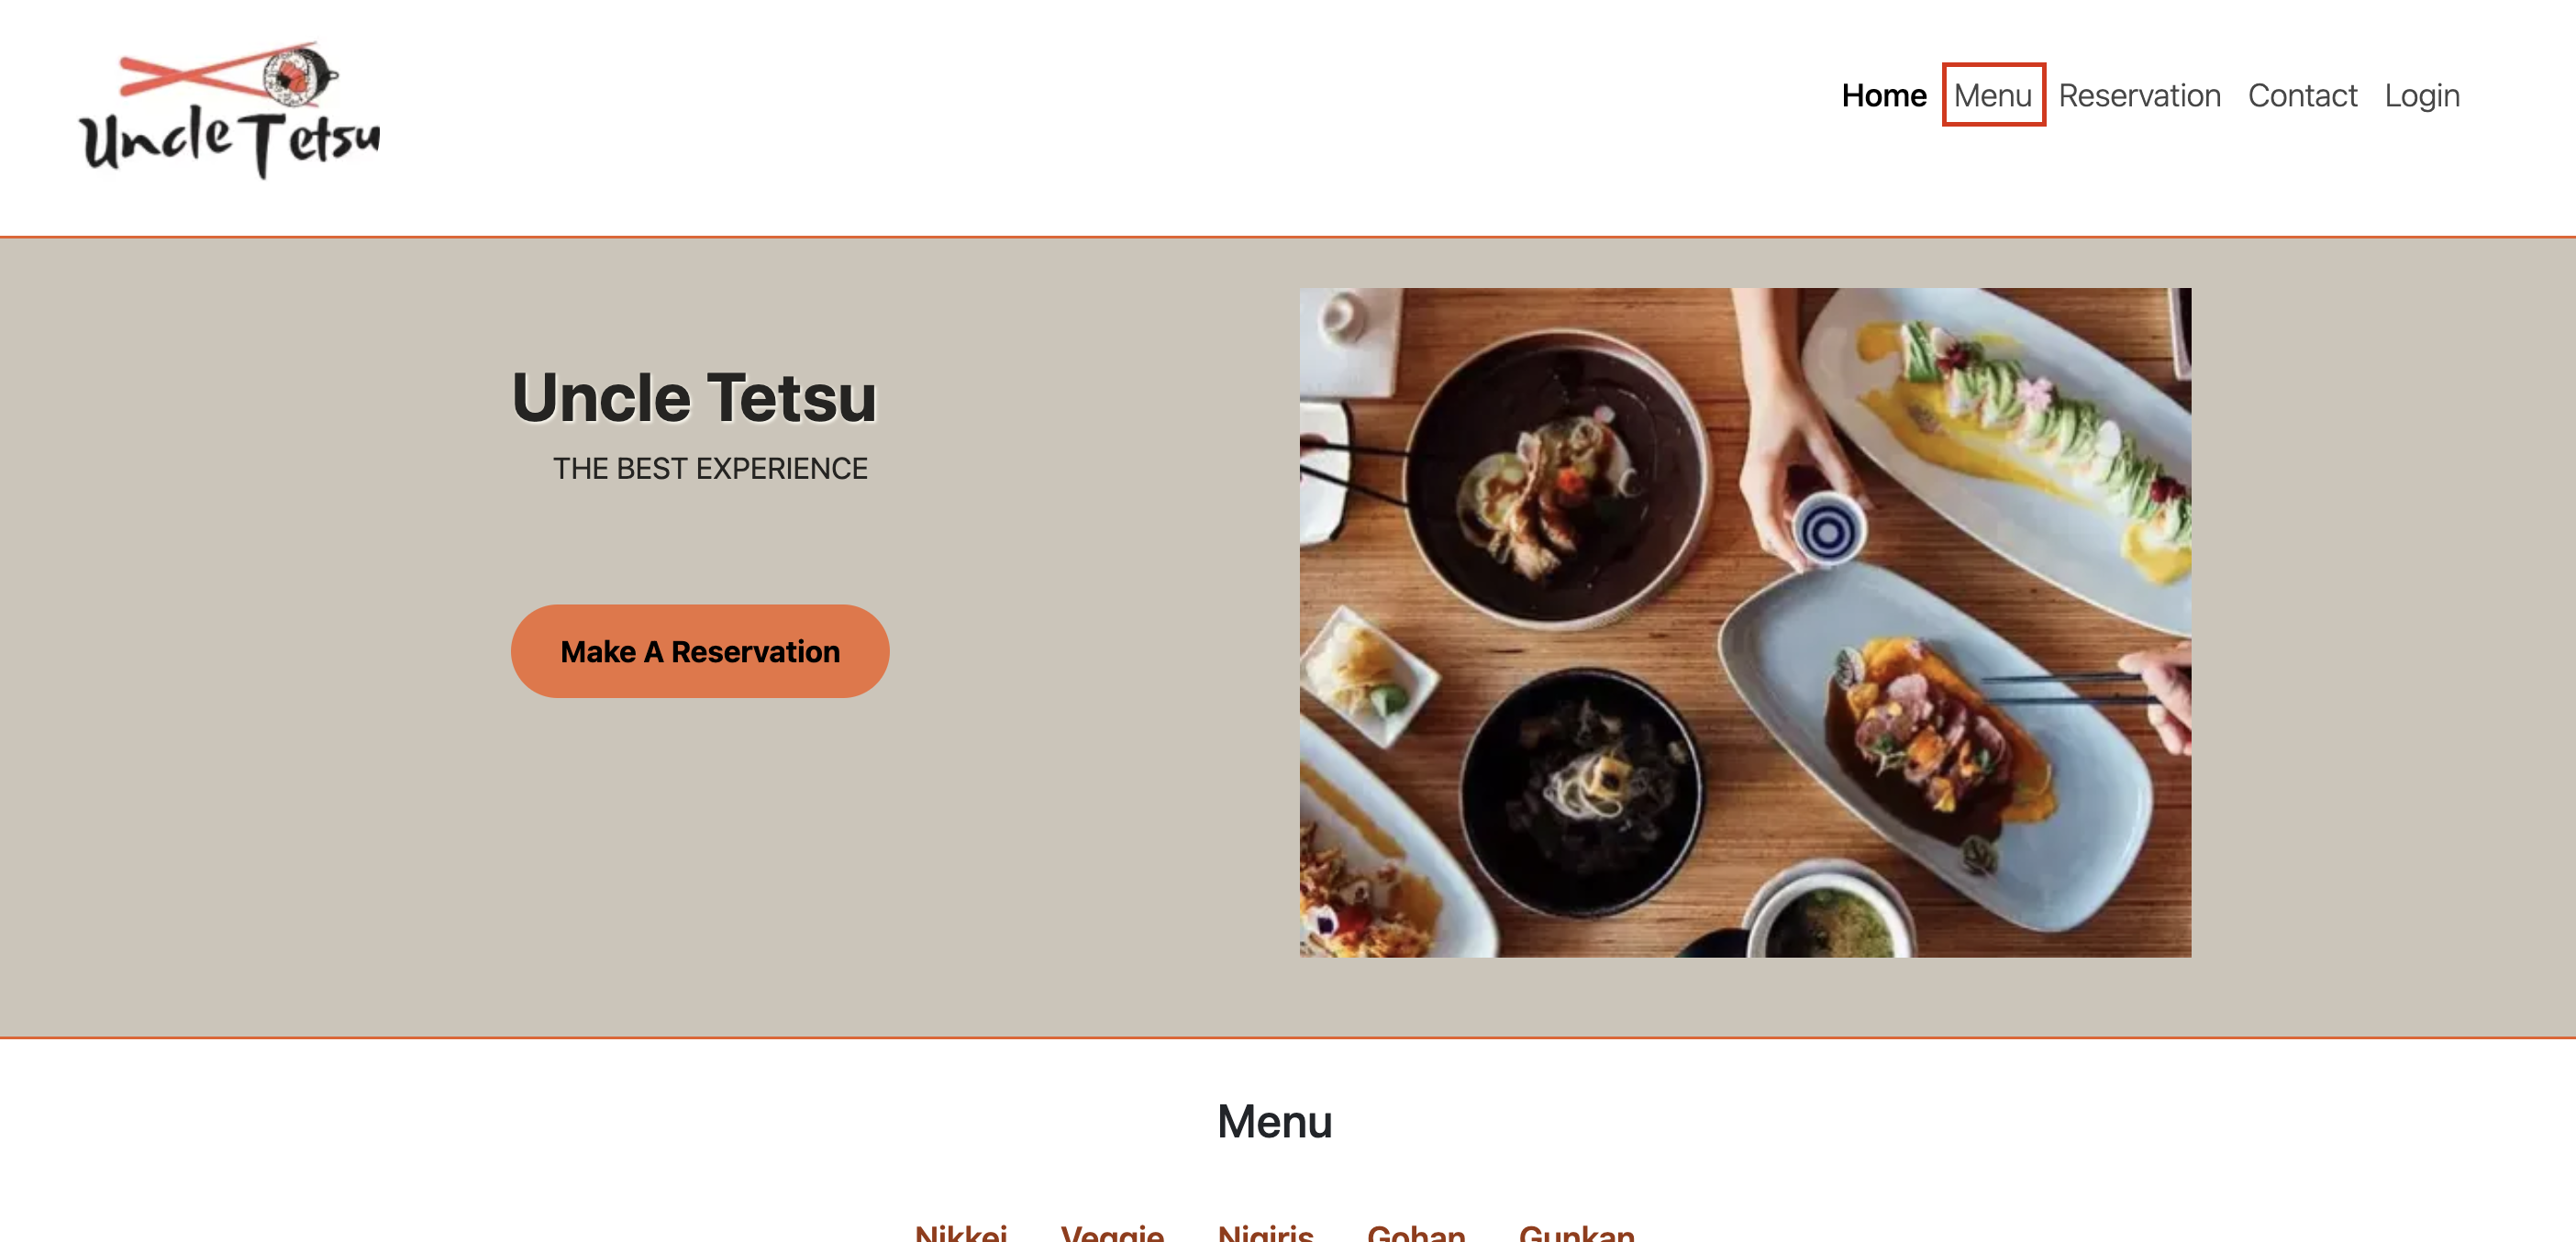 Uncle Tetsu
Home Menu Reservation Contact Login
Uncle Tetsu
THE BEST EXPERIENCE
Make A Reservation
Menu
Nikkei Veggie Nigiris Gohan Gunkan